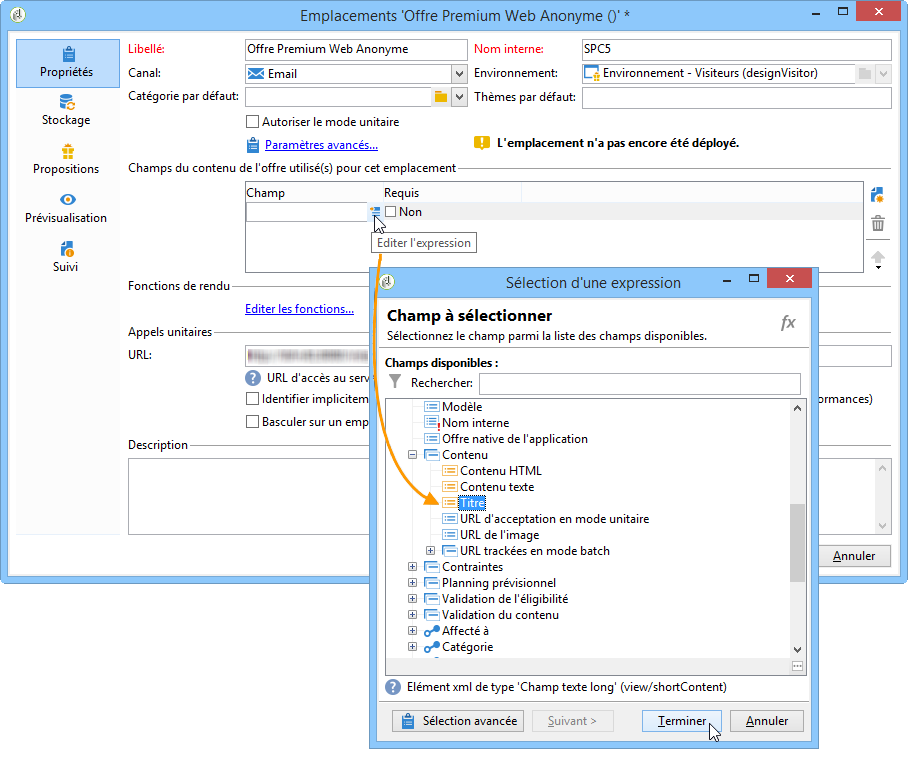 Emplacements 'Offre Premium Web Anonyme ()' *
Propriétés
Stockage
Propositions
Prévisualisation
Suivi
Libellé: Offre Premium Web Anonyme Nom interne: SPC5
Canal: Email Environnement: Environnement - Visiteurs (designVisitor)
Catégorie par défaut: Thèmes par défaut:
Autoriser le mode unitaire
Paramètres avancés... L'emplacement n'a pas encore été déployé.
Champs du contenu de l'offre utilisé(s) pour cet emplacement
Champ Requis
Non
Editer l'expression
Fonctions de rendu
Editer les fonctions...
Appels unitaires
URL:
URL d'accès au serv
Identifier implicitem ormances)
Basculer sur un emp
Description
Annuler
Sélection d'une expression
Champ à sélectionner fx
Sélectionnez le champ parmi la liste des champs disponibles.
Champs disponibles :
Rechercher:
Modèle
Nom interne
Offre native de l'application
Contenu
Contenu HTML
Contenu texte
Titre
URL d'acceptation en mode unitaire
URL de l'image
URL trackées en mode batch
Contraintes
Planning prévisionnel
Validation de l'éligibilité
Validation du contenu
Affecté à
Catégorie
Elément xml de type 'Champ texte long' (view/shortContent)
Sélection avancée Suivant > Terminer Annuler